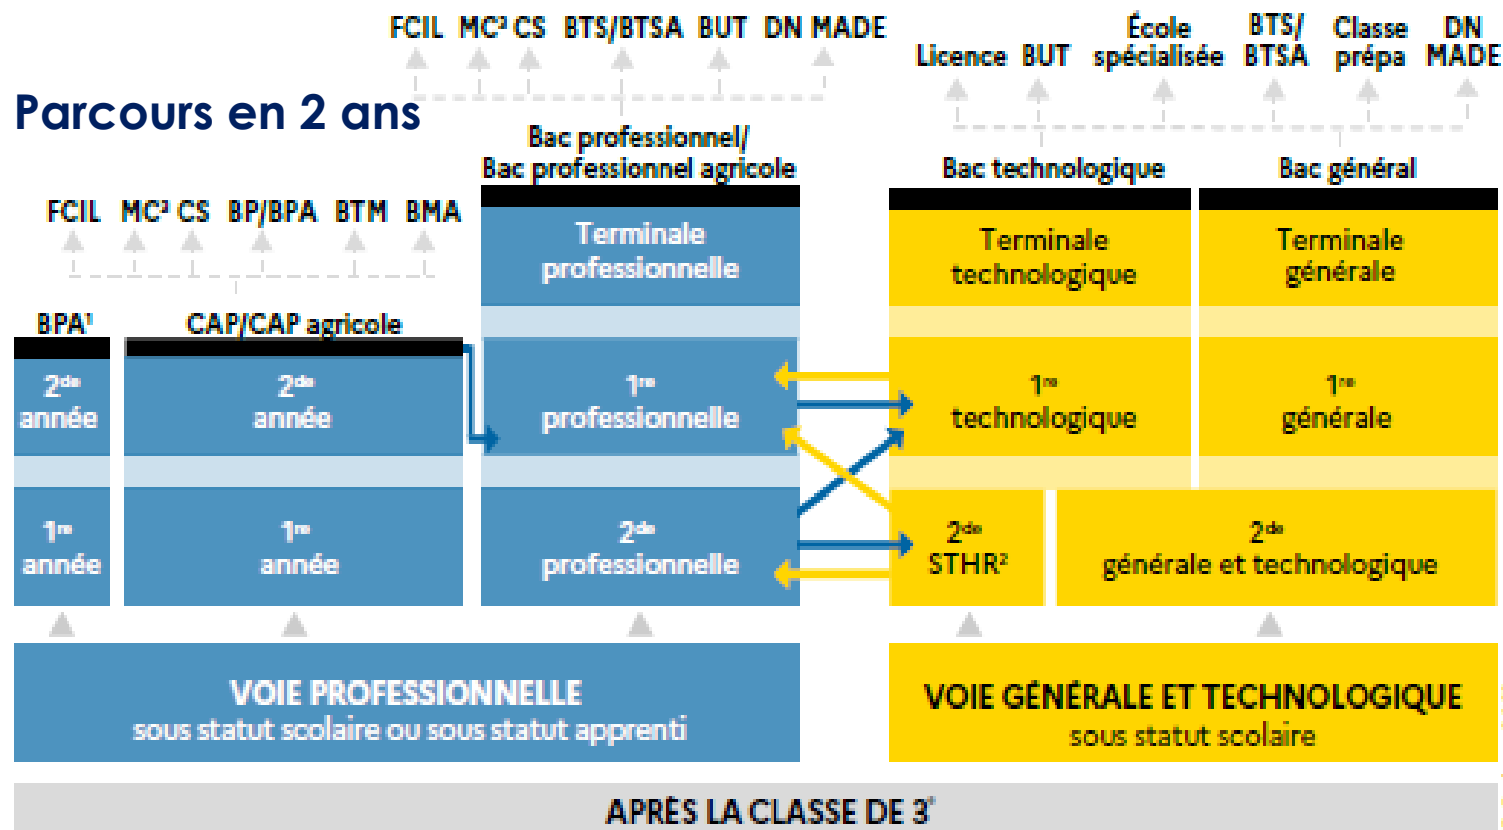 FCIL MC³ CS BTS/BTSA BUT DN MADE
Licence BUT École spécialisée BTS/BTSA Classe prépa DN MADE
Parcours en 2 ans
Bac professionnel/
Bac professionnel agricole
Bac technologique
Bac général
FCIL MC³ CS BP/BPA BTM BMA
Terminale
professionnelle
Terminale
technologique
Terminale
générale
BPA¹
CAP/CAP agricole
2de
année
2de
année
1re
professionnelle
1re
technologique
1re
générale
1re
année
1re
année
2de
professionnelle
2de
STHR²
2de
générale et technologique
VOIE PROFESSIONNELLE
sous statut scolaire ou sous statut apprenti
VOIE GÉNÉRALE ET TECHNOLOGIQUE
sous statut scolaire
APRÈS LA CLASSE DE 3e